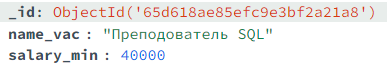 _id: ObjectId('65d618ae85efc9e3bf2a21a8')
name_vac : "Преподователь SQL"
salary_min : 40000